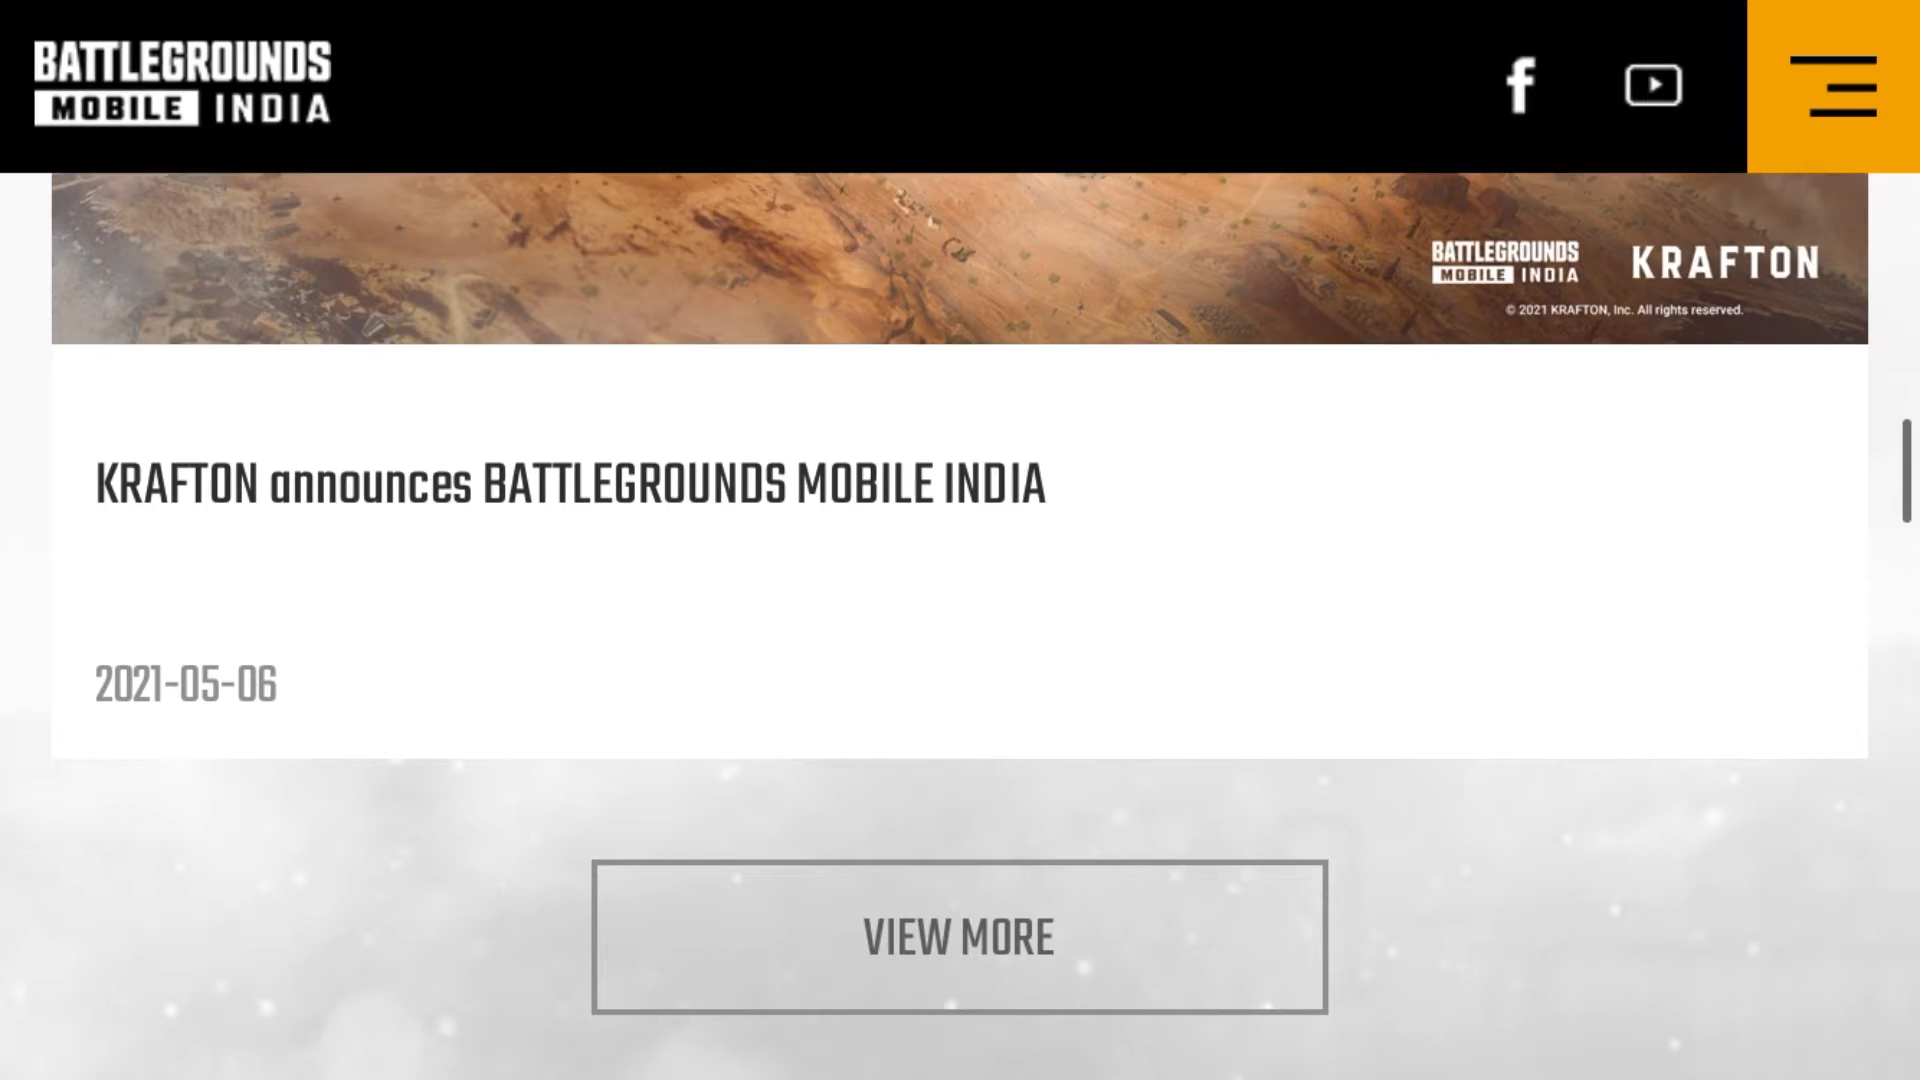 BATTLEGROUNDS
MOBILE INDIA
BATTLEGROUNDS
MOBILE INDIA
KRAFTON
© 2021 KRAFTON, Inc. All rights reserved.
KRAFTON announces BATTLEGROUNDS MOBILE INDIA
2021-05-06
VIEW MORE